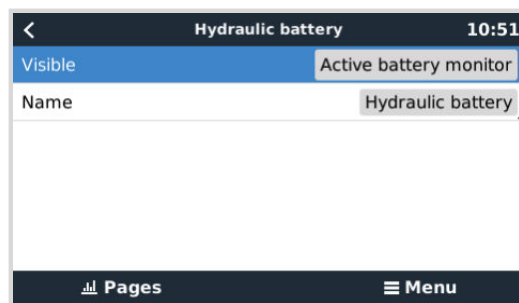 Hydraulic battery 10:51
Visible Active battery monitor
Name Hydraulic battery
Pages Menu